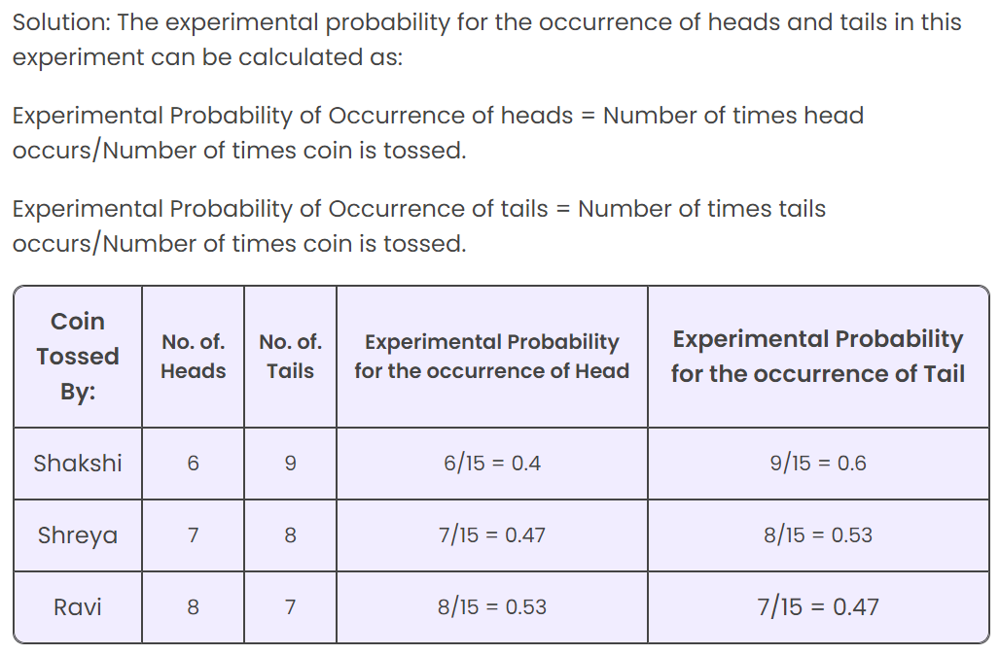 Solution: The experimental probability for the occurrence of heads and tails in this
experiment can be calculated as:
Experimental Probability of Occurrence of heads = Number of times head
occurs/Number of times coin is tossed.
Experimental Probability of Occurrence of tails = Number of times tails
occurs/Number of times coin is tossed.
Coin
Tossed
By:
No. of.
Heads
No. of.
Tails
Experimental Probability
for the occurrence of Head
Experimental Probability
for the occurrence of Tail
Shakshi 6 9 6/15 = 0.4 9/15 = 0.6
Shreya 7 8 7/15 = 0.47 8/15 = 0.53
Ravi 8 7 8/15 = 0.53 7/15 = 0.47